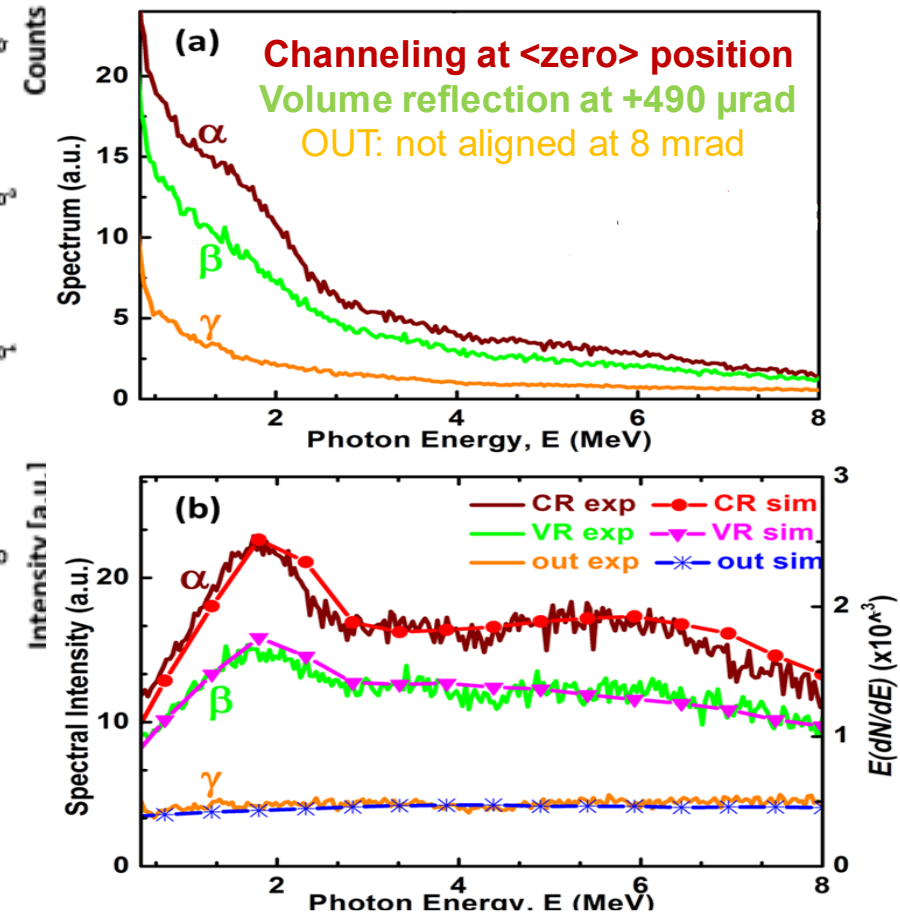 Counts
(a)
Channeling at <zero> position
Volume reflection at +490 µrad
OUT: not aligned at 8 mrad
Spectrum (a.u.)
20
15
10
5
0
α
β
γ
2
4
6
8
Photon Energy, E (MeV)
Intensity [a.u.]
(b)
CR exp
CR sim
VR exp
VR sim
out exp
out sim
Spectral Intensity (a.u.)
20
10
0
α
β
γ
3
2
1
0
E(dN/dE) (x10^-3)
2
4
6
8
Photon Energy, E (MeV)